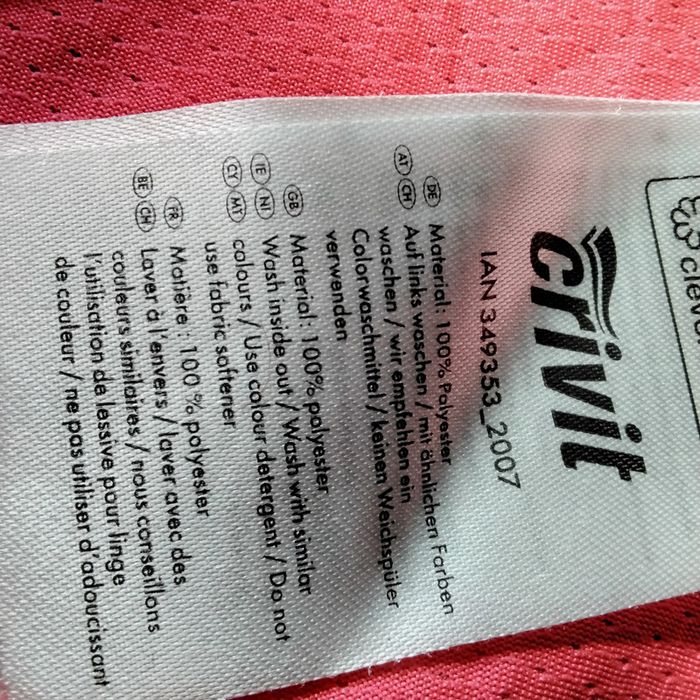 crivit
IAN 349353_2007
DE Material: 100% Polyester
AT CH Auf links waschen / mit ähnlichen Farben
waschen / wir empfehlen ein
Colorwaschmittel / keinen Weichspüler
verwenden
GB Material: 100% polyester
IE NI Wash inside out / Wash with similar
CY MT colours / Use colour detergent / Do not
use fabric softener
FR Matière : 100 % polyester
BE CH Laver à l'envers / laver avec des
couleurs similaires / nous conseillons
l'utilisation de lessive pour linge
de couleur / ne pas utiliser d'adoucissant